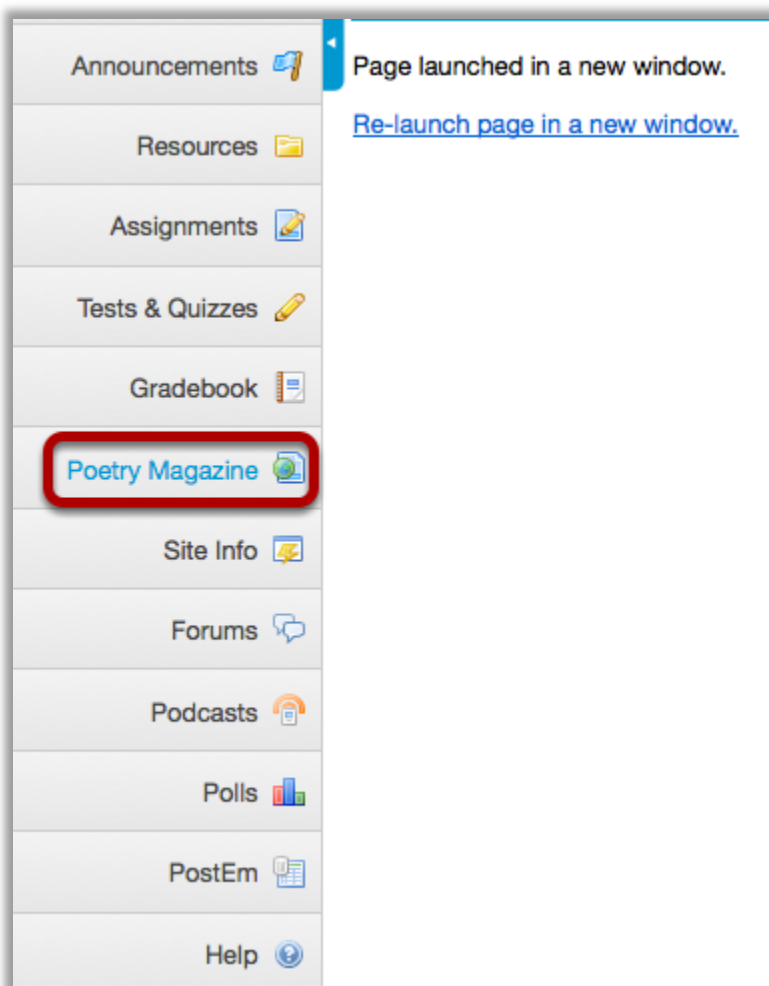 Announcements
Resources
Assignments
Tests & Quizzes
Gradebook
Poetry Magazine
Site Info
Forums
Podcasts
Polls
PostEm
Help
Page launched in a new window.
Re-launch page in a new window.